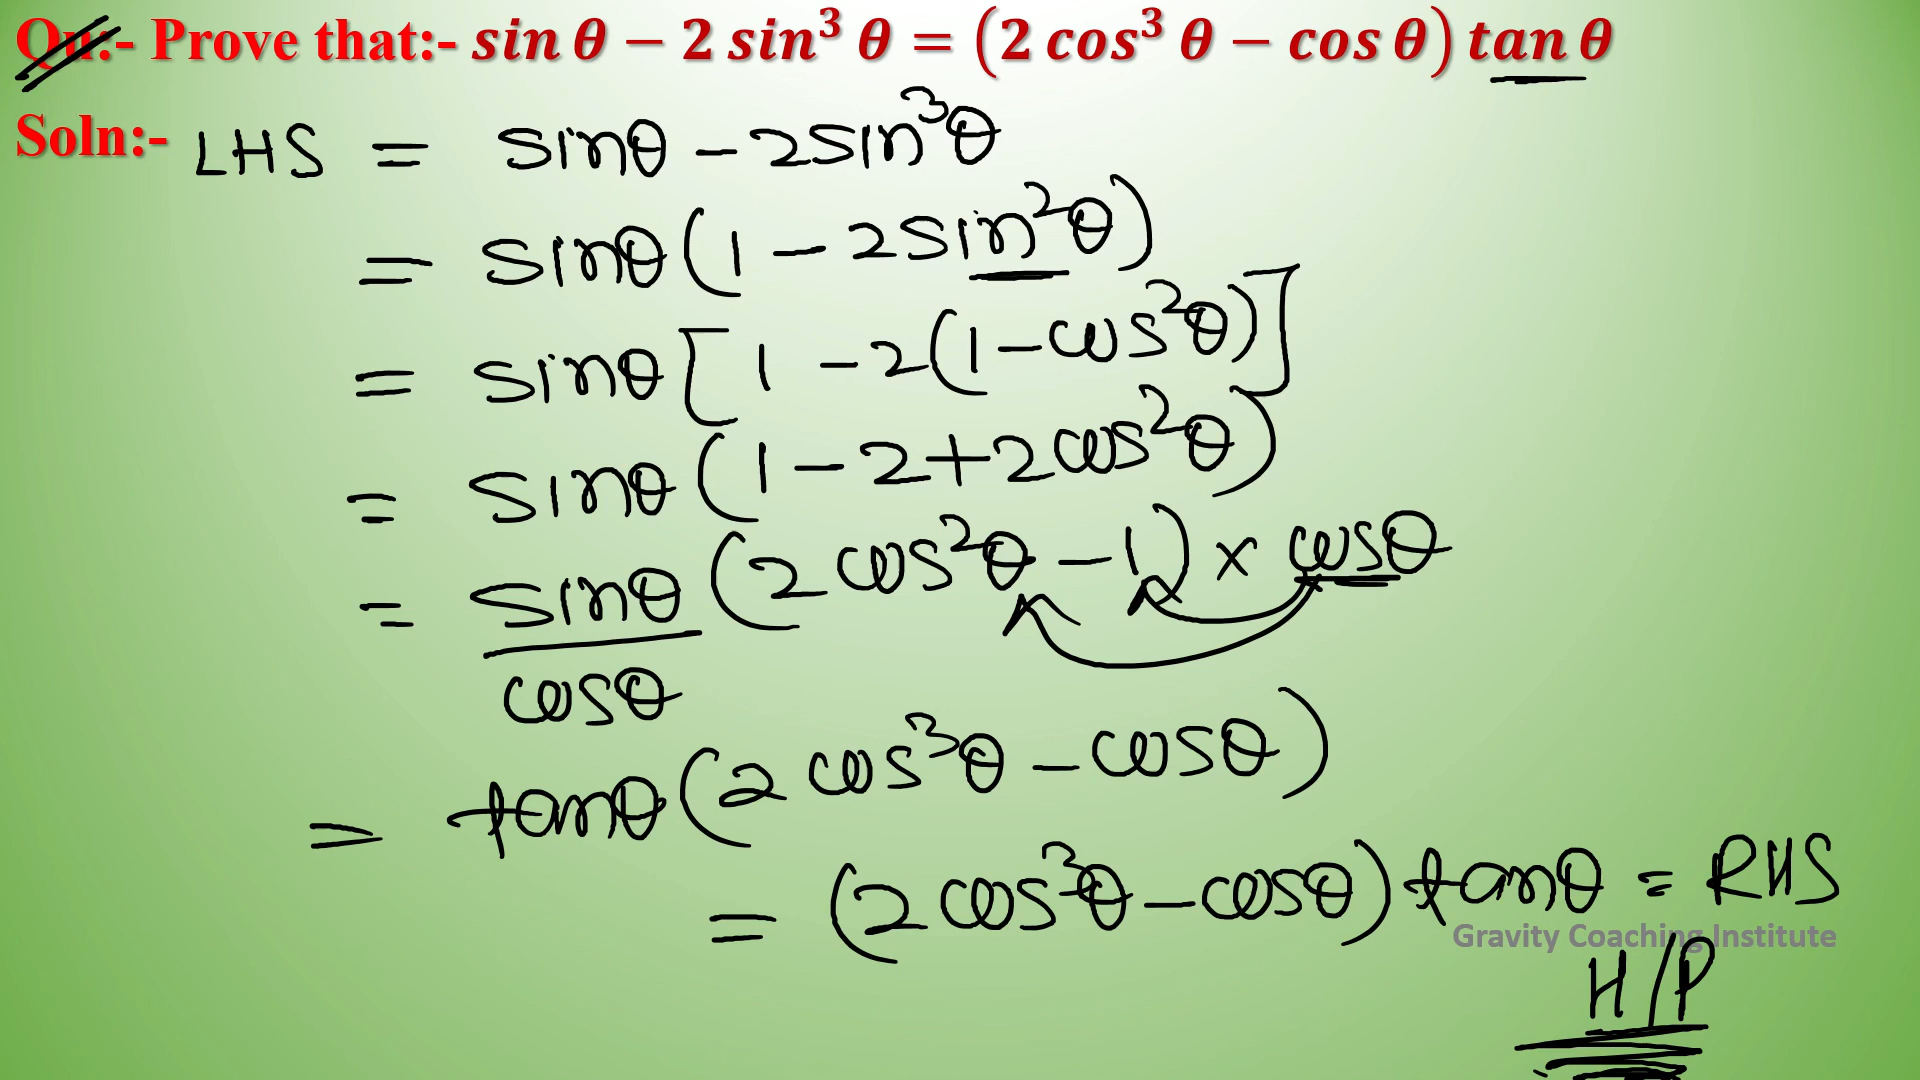 Qu:- Prove that:- sin θ − 2 sin³ θ = (2 cos³ θ − cos θ) tan θ
Soln:- LHS = sinθ − 2sin³θ
= sinθ(1 − 2sin²θ)
= sinθ[1 − 2(1 − cos²θ)]
= sinθ(1 − 2 + 2cos²θ)
= sinθ/cosθ (2cos²θ − 1) × cosθ
= tanθ(2cos³θ − cosθ)
= (2cos³θ − cosθ) tanθ = RHS
Gravity Coaching Institute
H/P